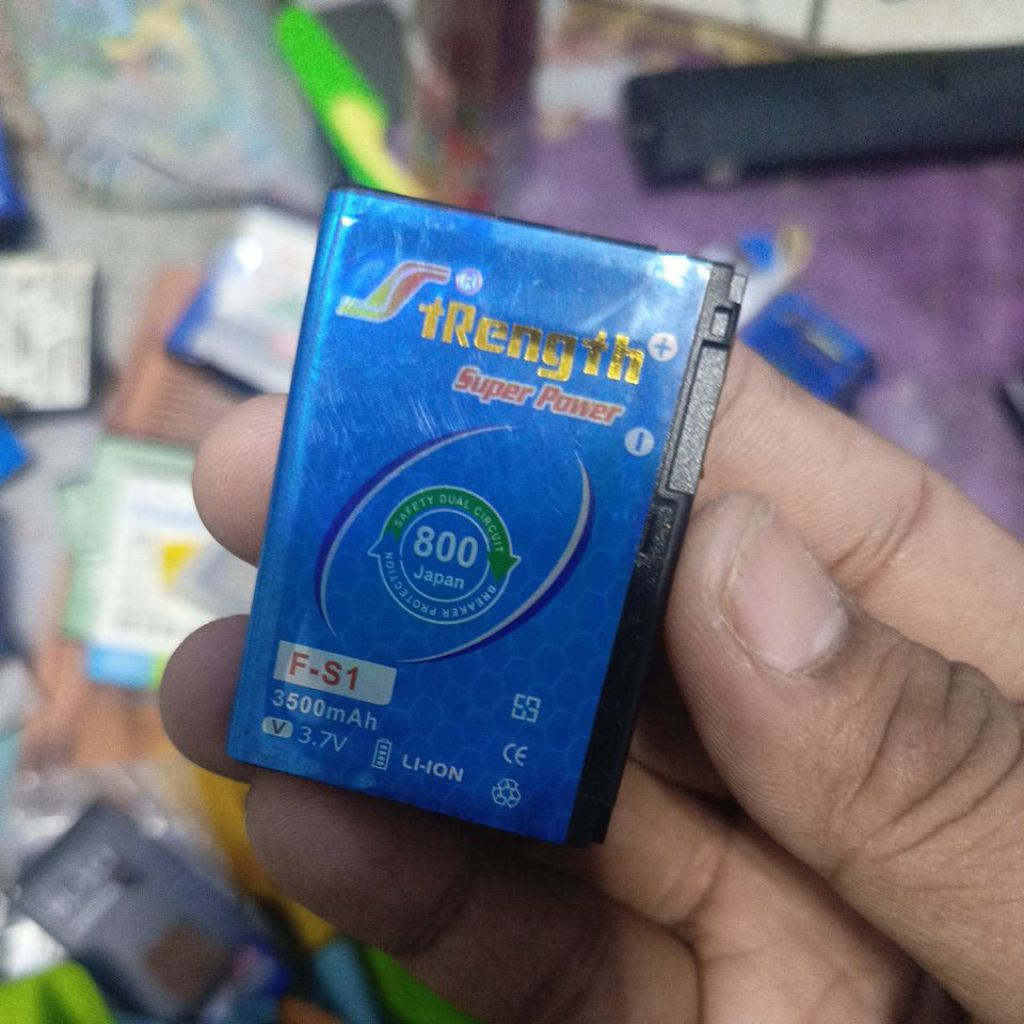 StRength ®
Super Power
+
-
SAFETY DUAL CIRCUIT
800
Japan
BREAKER PROTECTION
F-S1
3500mAh
V 3.7V
LI-ION
CE